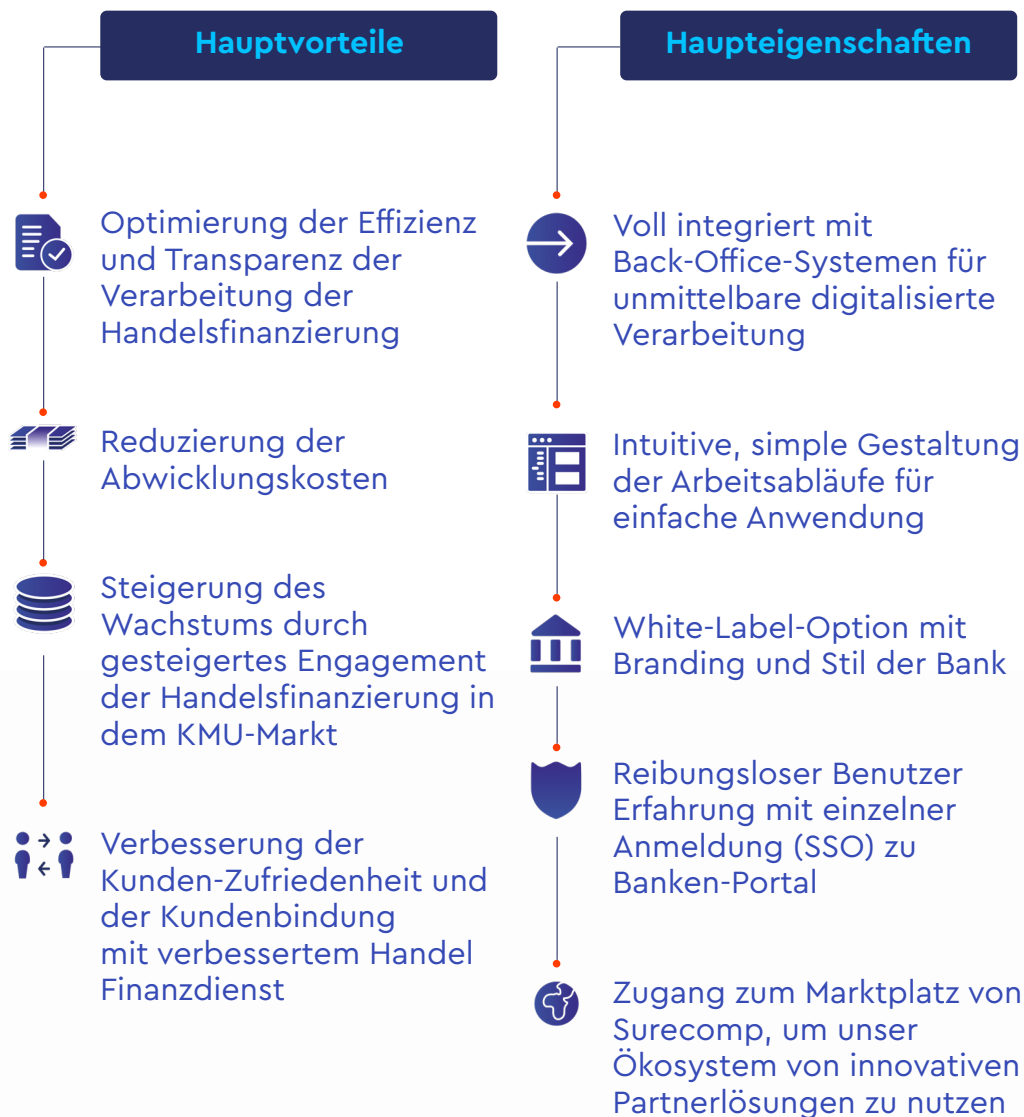 Hauptvorteile
Optimierung der Effizienz
und Transparenz der
Verarbeitung der
Handelsfinanzierung
Reduzierung der
Abwicklungskosten
Steigerung des
Wachstums durch
gesteigertes Engagement
der Handelsfinanzierung in
dem KMU-Markt
Verbesserung der
Kunden-Zufriedenheit und
der Kundenbindung
mit verbessertem Handel
Finanzdienst
Haupteigenschaften
Voll integriert mit
Back-Office-Systemen für
unmittelbare digitalisierte
Verarbeitung
Intuitive, simple Gestaltung
der Arbeitsabläufe für
einfache Anwendung
White-Label-Option mit
Branding und Stil der Bank
Reibungsloser Benutzer
Erfahrung mit einzelner
Anmeldung (SSO) zu
Banken-Portal
Zugang zum Marktplatz von
Surecomp, um unser
Ökosystem von innovativen
Partnerlösungen zu nutzen